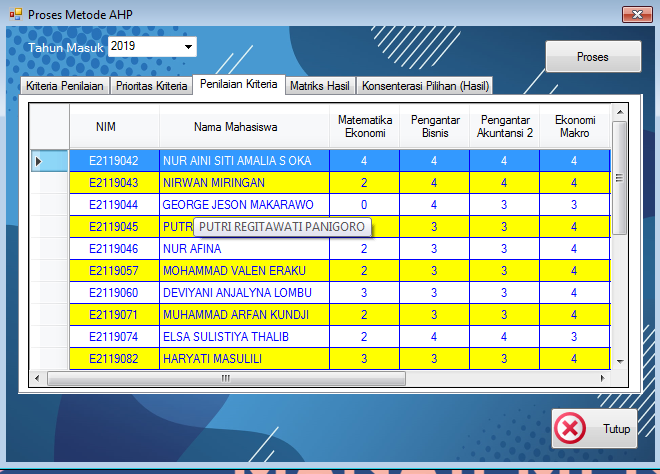 Proses Metode AHP
Tahun Masuk 2019
Proses
Kriteria Penilaian Prioritas Kriteria Penilaian Kriteria Matriks Hasil Konsenterasi Pilihan (Hasil)
NIM Nama Mahasiswa Matematika Ekonomi Pengantar Bisnis Pengantar Akuntansi 2 Ekonomi Makro
E2119042 NUR AINI SITI AMALIA S OKA 4 4 4 4
E2119043 NIRWAN MIRINGAN 2 4 4 4
E2119044 GEORGE JESON MAKARAWO 0 4 3 3
E2119045 PUTRI REGITAWATI PANIGORO 3 3 4
E2119046 NUR AFINA 2 3 3 4
E2119057 MOHAMMAD VALEN ERAKU 2 3 3 4
E2119060 DEVIYANI ANJALYNA LOMBU 3 3 3 4
E2119071 MUHAMMAD ARFAN KUNDJI 2 3 3 4
E2119074 ELSA SULISTIYA THALIB 2 4 4 3
E2119082 HARYATI MASULILI 3 3 3 4
Tutup